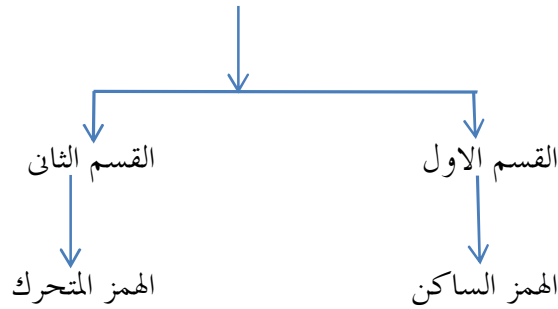 القسم الاول
القسم الثانى
الهمز الساكن
الهمز المتحرك